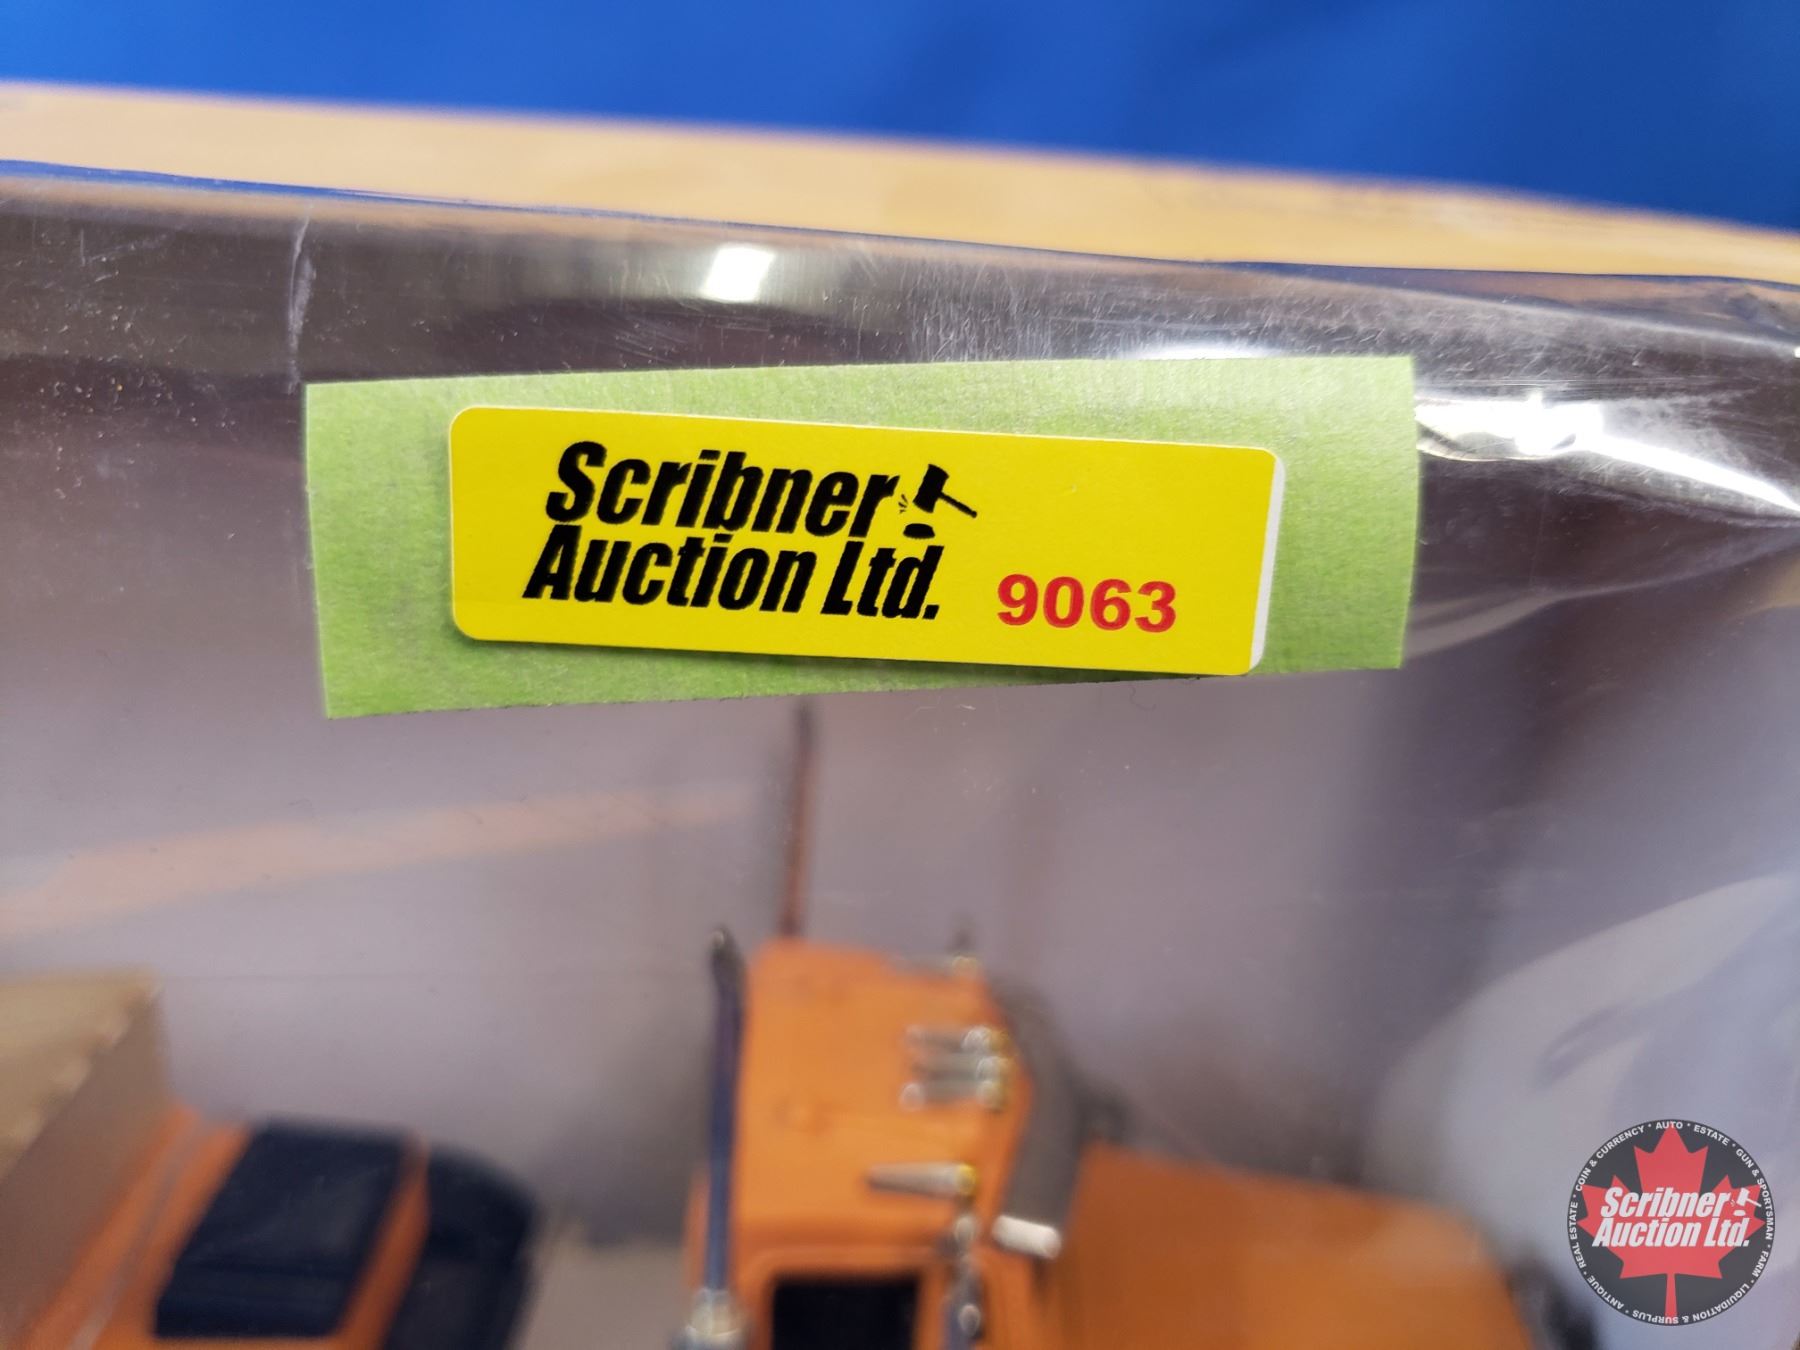 Scribner
Auction Ltd.
9063
COIN & CURRENCY • AUTO • ESTATE • GUN & SPORTSMAN • FARM • LIQUIDATION & SURPLUS • ANTIQUE • REAL ESTATE •
Scribner
Auction Ltd.